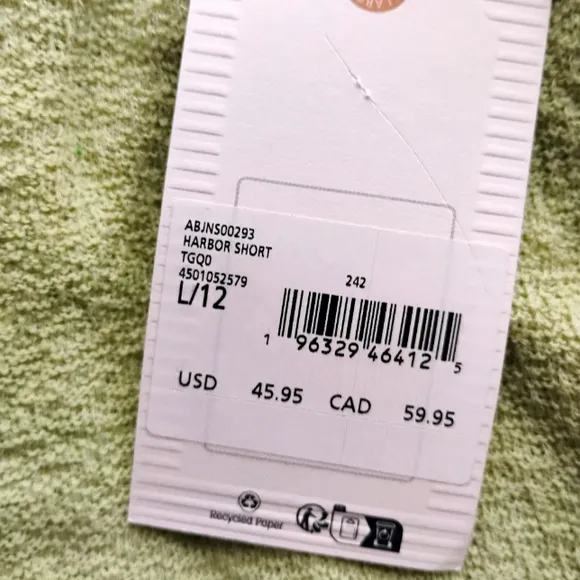 ABJNS00293
HARBOR SHORT
TGQ0
4501052579
L/12
242
1 96329 46412 5
USD 45.95 CAD 59.95
Recycled Paper